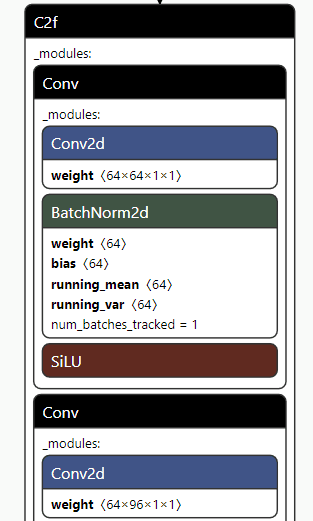 C2f
_modules:
Conv
_modules:
Conv2d
weight ⟨64×64×1×1⟩
BatchNorm2d
weight ⟨64⟩
bias ⟨64⟩
running_mean ⟨64⟩
running_var ⟨64⟩
num_batches_tracked = 1
SiLU
Conv
_modules:
Conv2d
weight ⟨64×96×1×1⟩